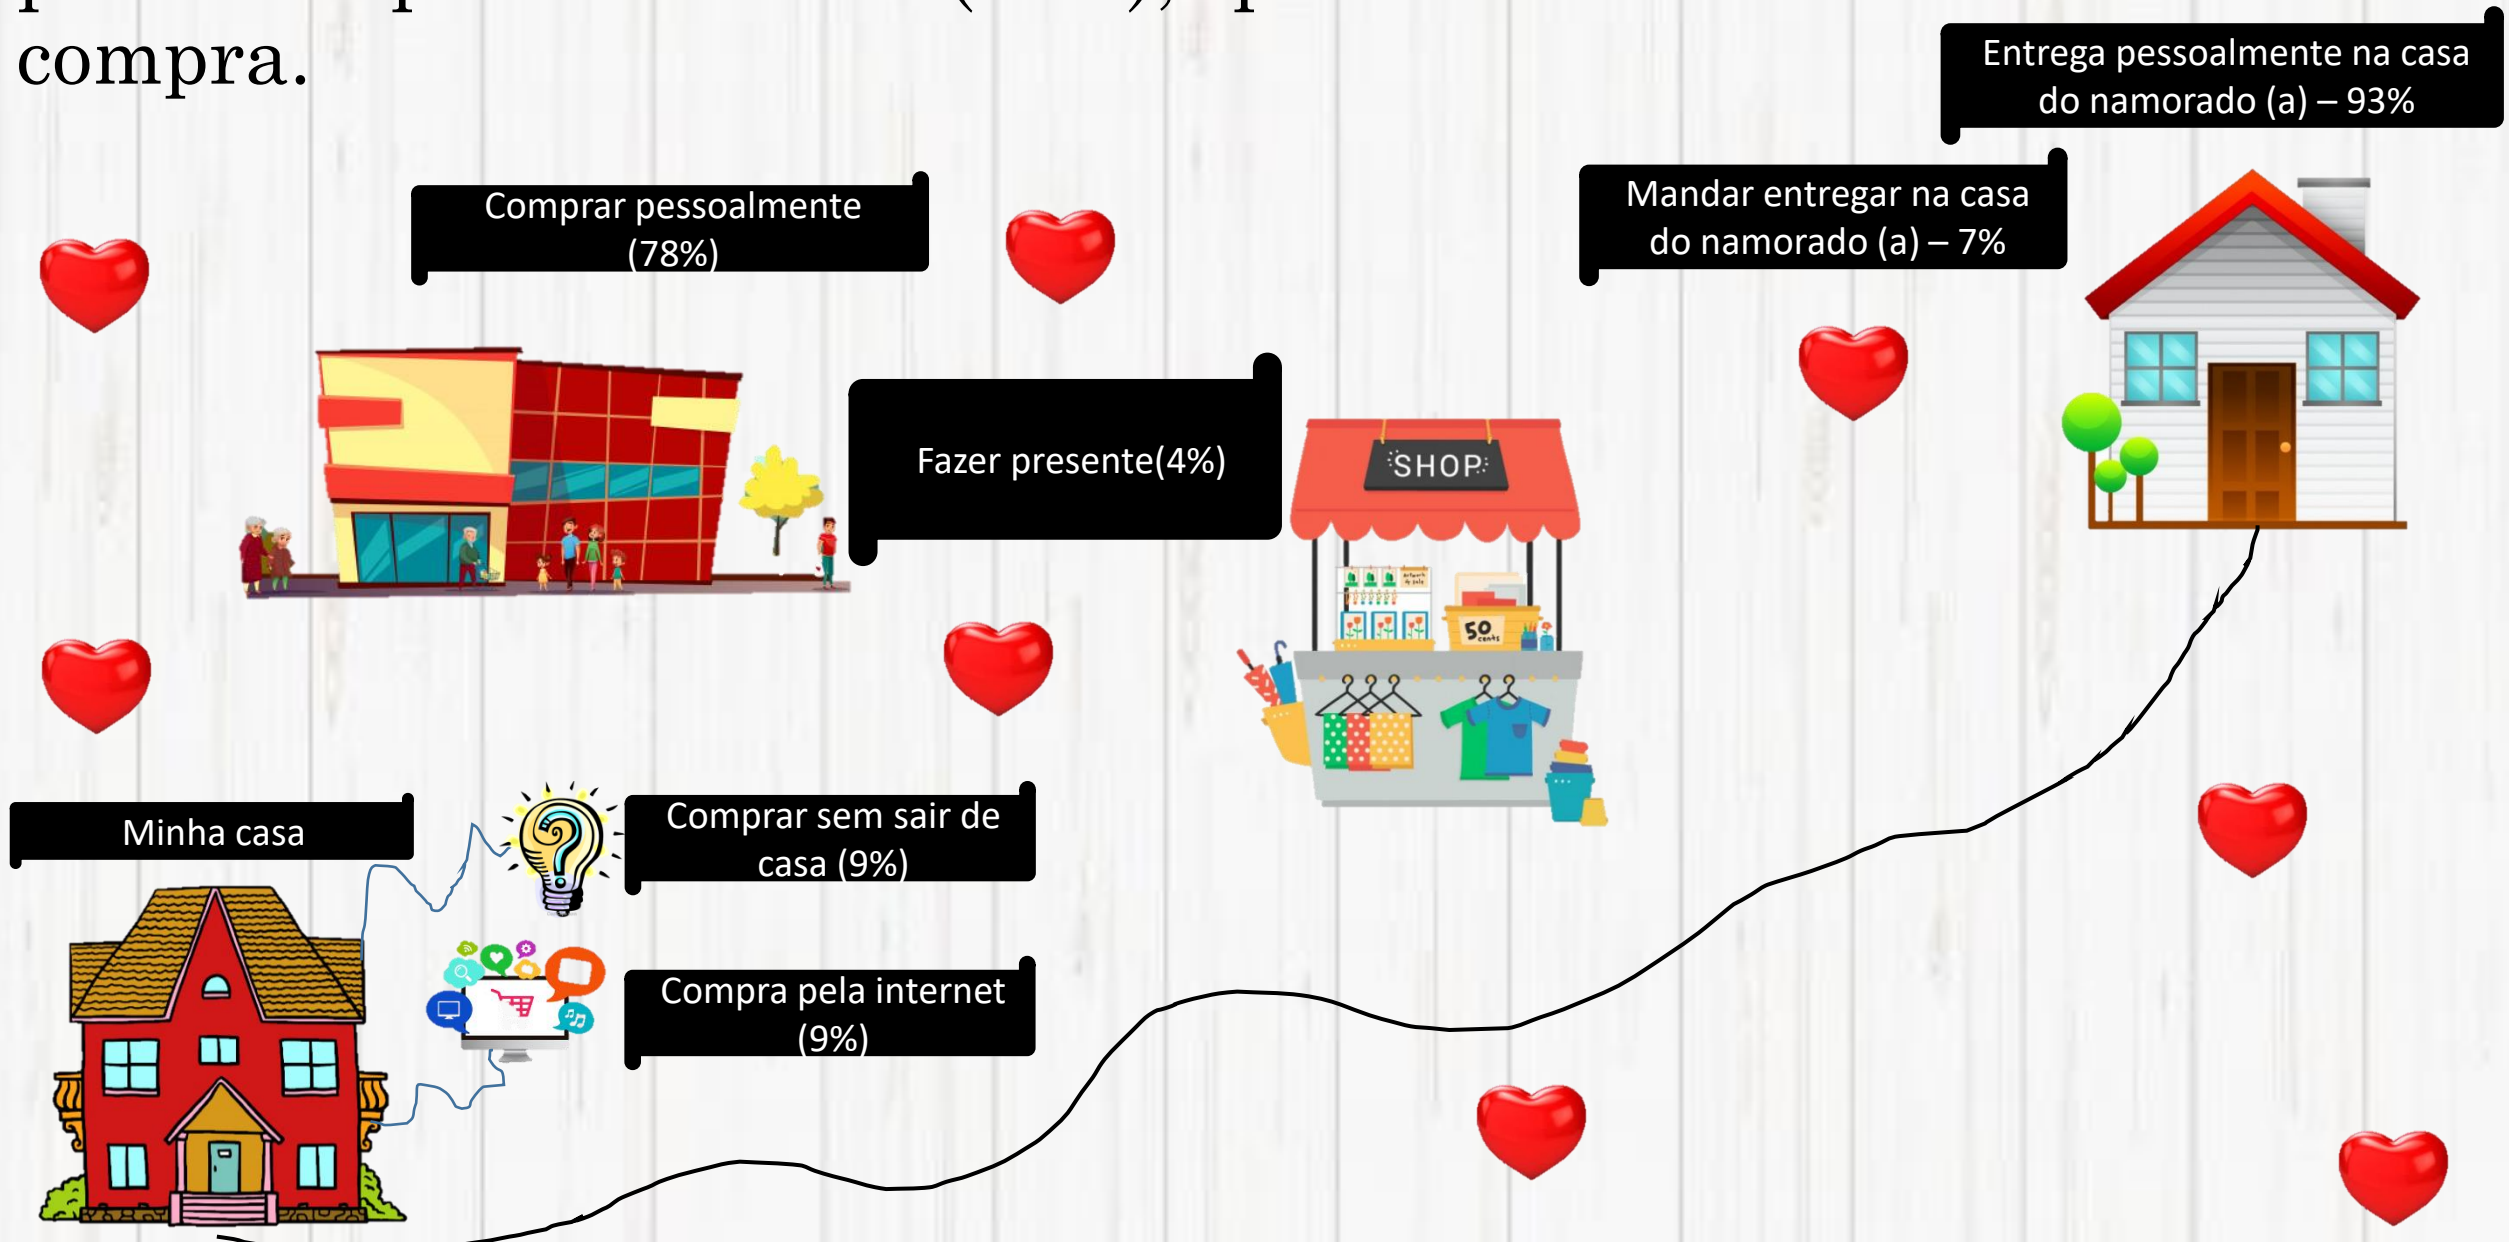 compra.
Entrega pessoalmente na casa
do namorado (a) – 93%
Mandar entregar na casa
do namorado (a) – 7%
Comprar pessoalmente
(78%)
Fazer presente(4%)
SHOP
50
cents
Minha casa
Comprar sem sair de
casa (9%)
Compra pela internet
(9%)